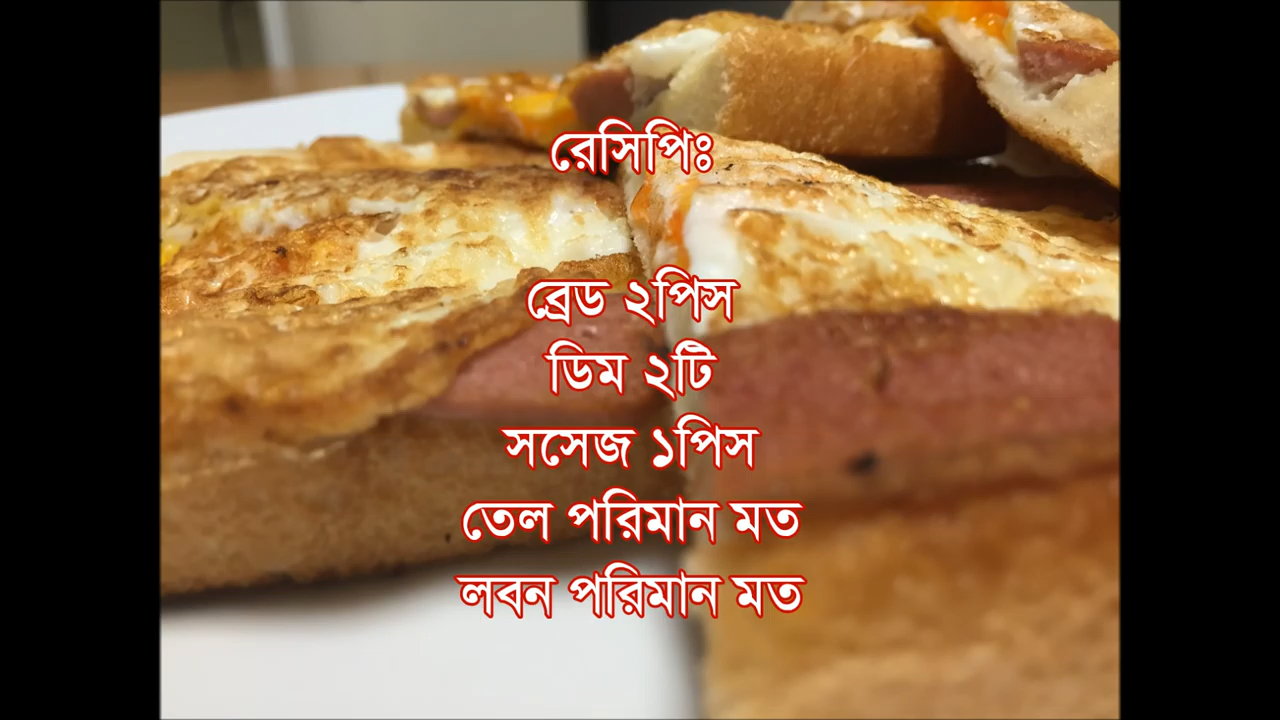 রেসিপিঃ
ব্রেড ২পিস
ডিম ২টি
সসেজ ১পিস
তেল পরিমান মত
লবন পরিমান মত